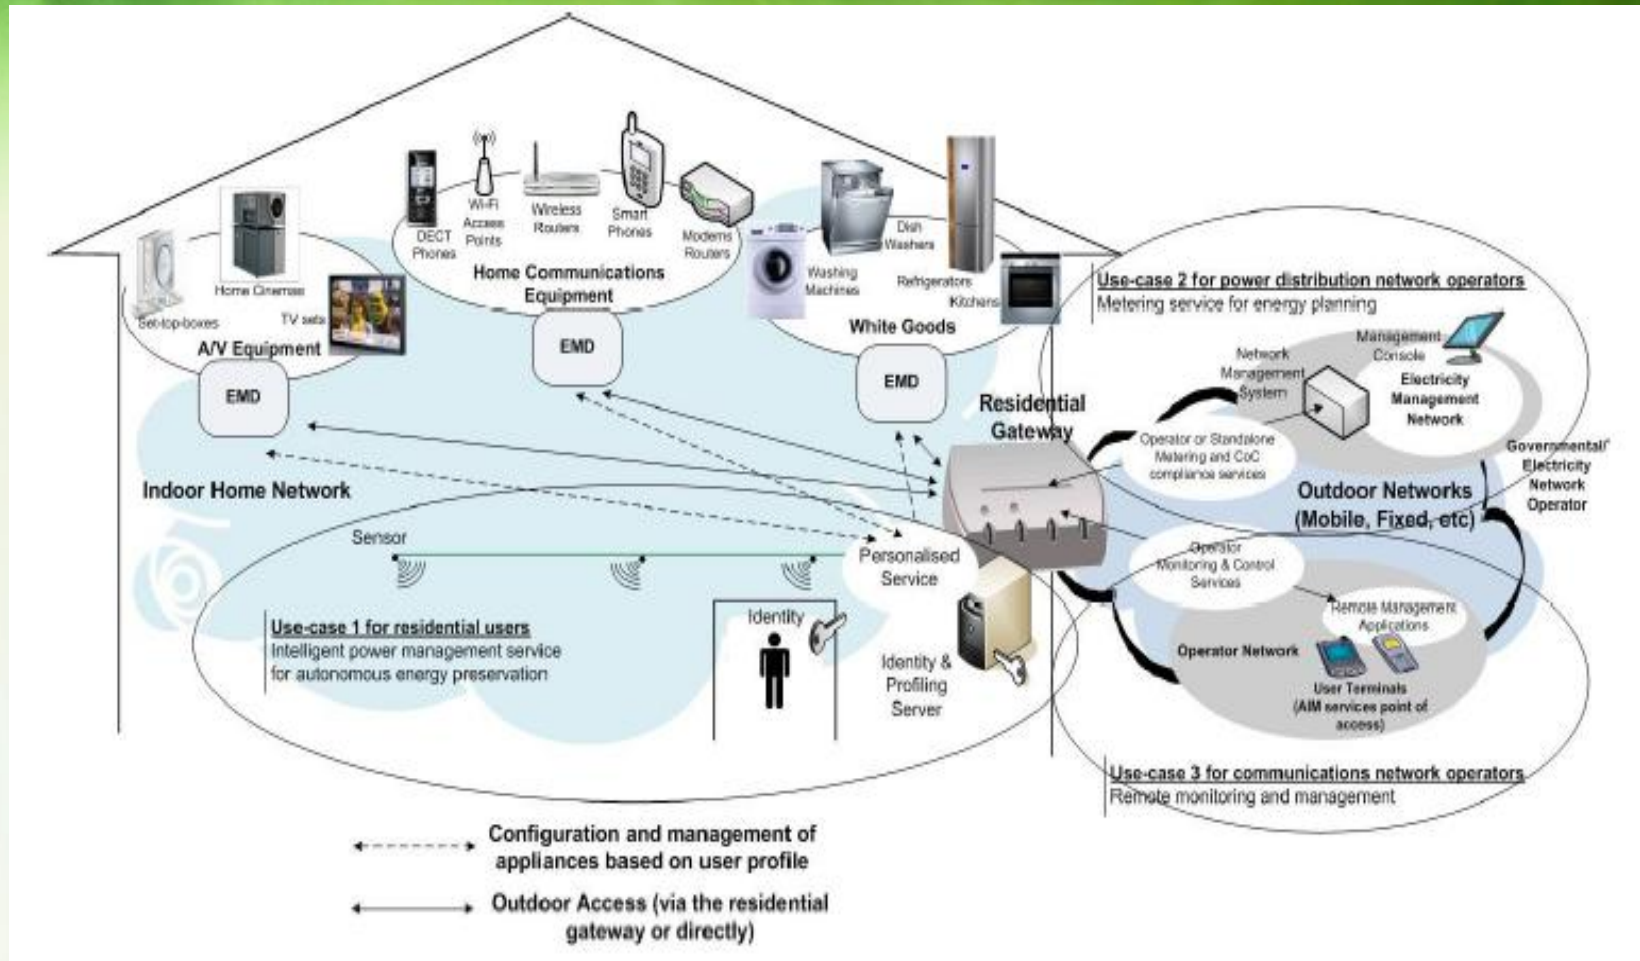 DECT
Phones
Wi-Fi
Access
Points
Wireless
Routers
Smart
Phones
Modems
Routers
Home Communications
Equipment
EMD
Home Cinemas
Set-top-boxes
TV sets
A/V Equipment
EMD
Dish
Washers
Washing
Machines
Refrigerators
Kitchens
White Goods
EMD
Residential
Gateway
Indoor Home Network
Sensor
Personalised
Service
Use-case 1 for residential users
Intelligent power management service
for autonomous energy preservation
Identity
Identity &
Profiling
Server
Use-case 2 for power distribution network operators
Metering service for energy planning
Management
Console
Network
Management
System
Electricity
Management
Network
Operator or Standalone
Metering and CoC
compliance services
Governmental/
Electricity
Network
Operator
Outdoor Networks
(Mobile, Fixed, etc)
Operator
Monitoring & Control
Services
Remote Management
Applications
Operator Network
User Terminals
(AIM services point of
access)
Use-case 3 for communications network operators
Remote monitoring and management
Configuration and management of
appliances based on user profile
Outdoor Access (via the residential
gateway or directly)